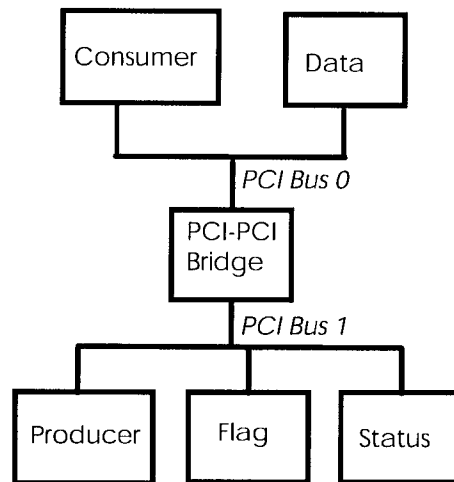 Consumer
Data
PCI Bus 0
PCI-PCI
Bridge
PCI Bus 1
Producer
Flag
Status